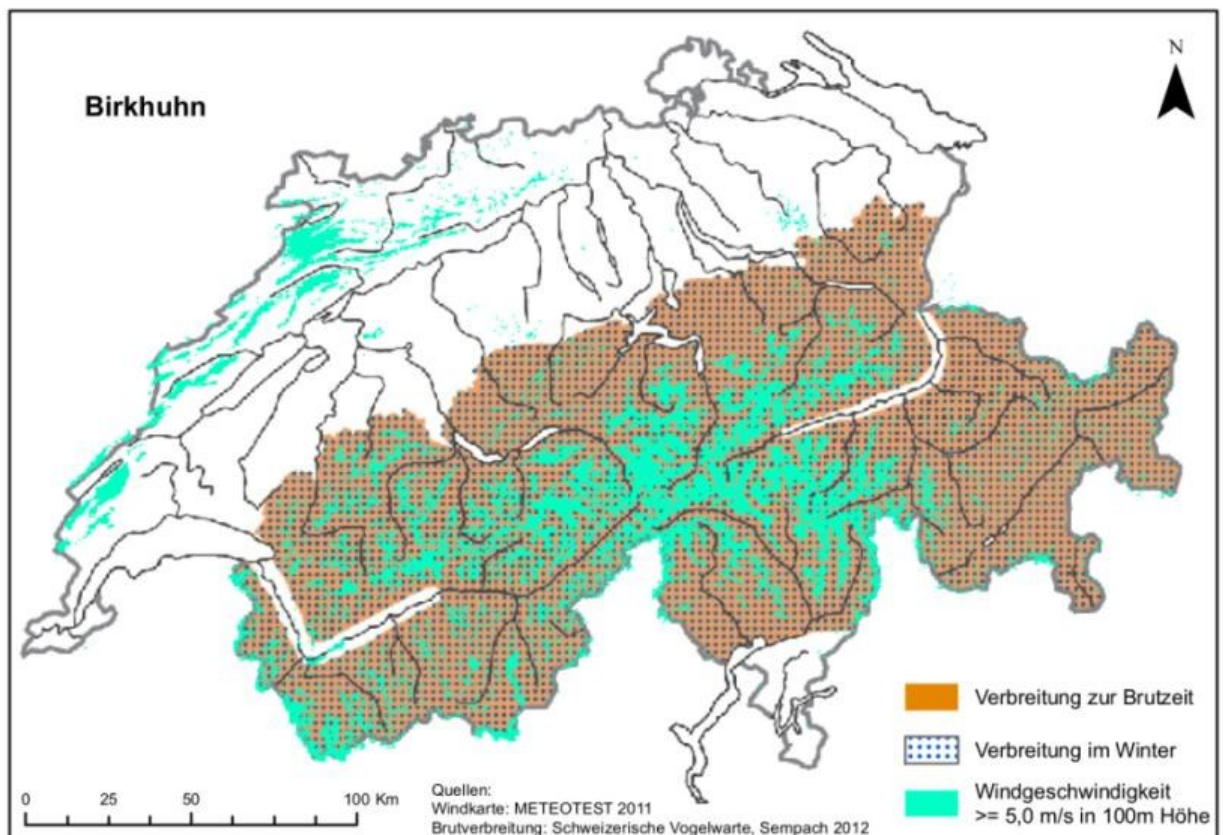 Birkhuhn
N
Verbreitung zur Brutzeit
Verbreitung im Winter
Windgeschwindigkeit
>= 5,0 m/s in 100m Höhe
0 25 50 100 Km
Quellen:
Windkarte: METEOTEST 2011
Brutverbreitung: Schweizerische Vogelwarte, Sempach 2012